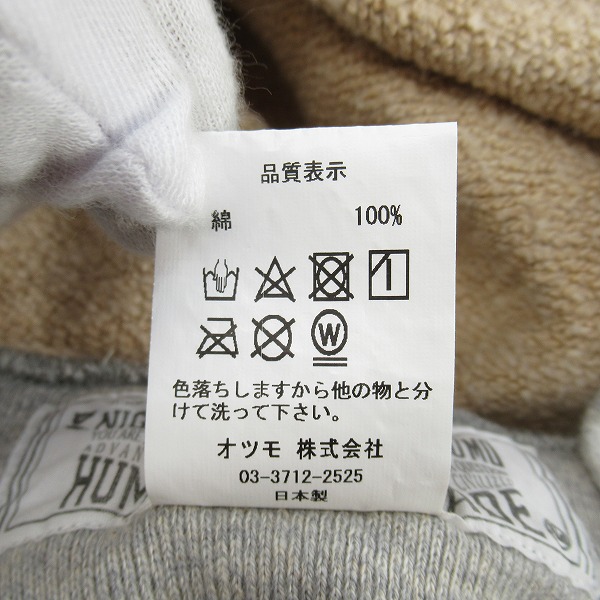 品質表示
綿 100%
W
色落ちしますから他の物と分
けて洗って下さい。
オツモ 株式会社
03-3712-2525
日本製
HUM